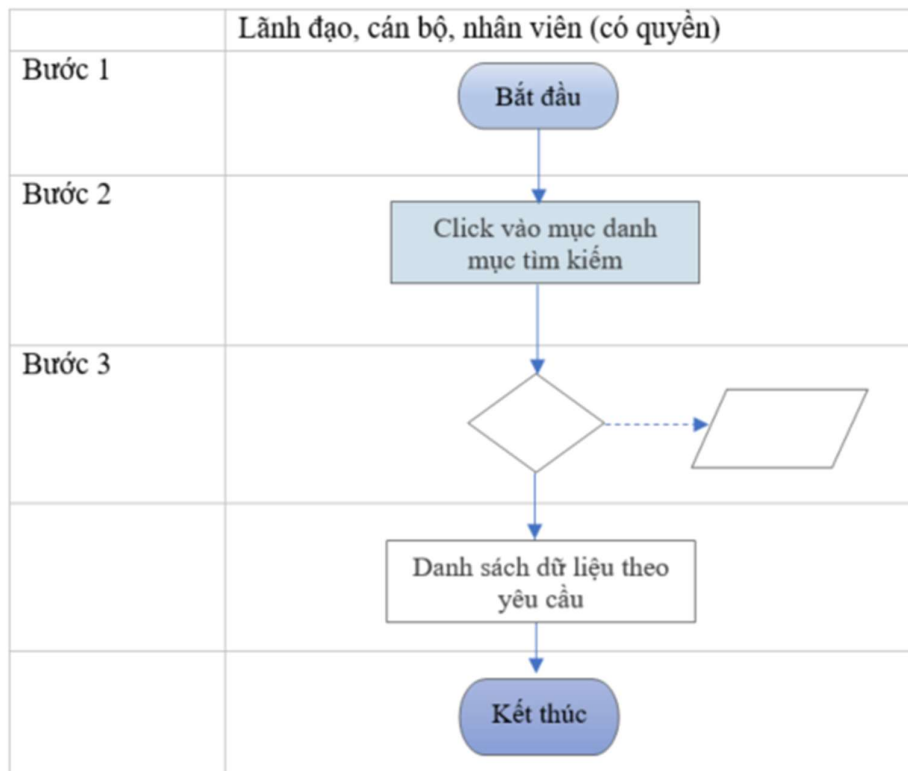 Lãnh đạo, cán bộ, nhân viên (có quyền)
Bước 1
Bắt đầu
Bước 2
Click vào mục danh
mục tìm kiếm
Bước 3
Danh sách dữ liệu theo
yêu cầu
Kết thúc